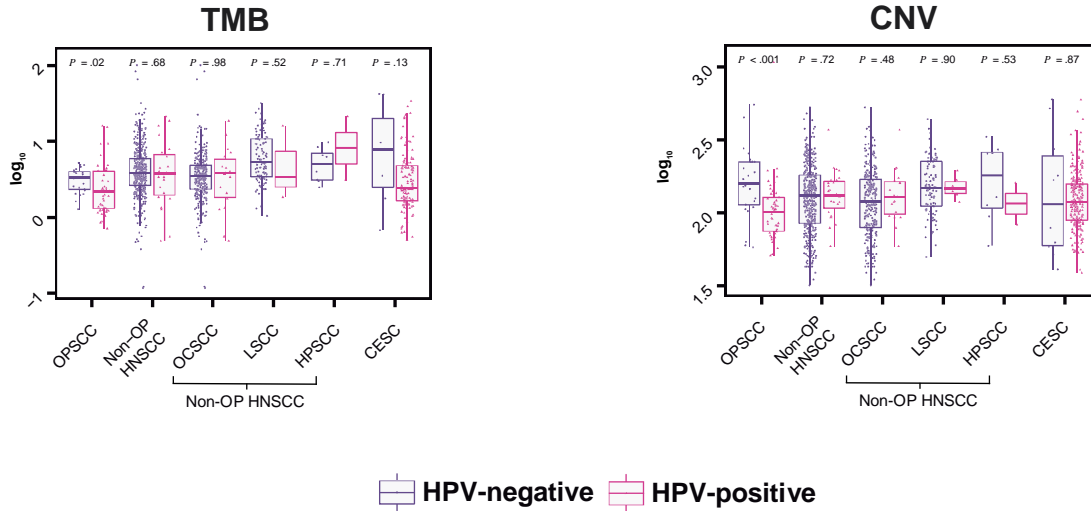 TMB
P = .02 P = .68 P = .98 P = .52 P = .71 P = .13
log10
2
1
0
−1
OPSCC
Non−OP
HNSCC
OCSCC
LSCC
HPSCC
CESC
Non-OP HNSCC
CNV
P < .001 P = .72 P = .48 P = .90 P = .53 P = .87
log10
3.0
2.5
2.0
1.5
OPSCC
Non−OP
HNSCC
OCSCC
LSCC
HPSCC
CESC
Non-OP HNSCC
HPV-negative HPV-positive